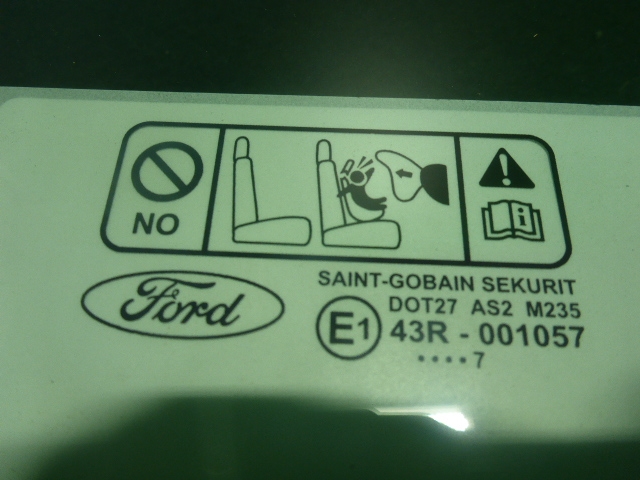 NO
Ford
SAINT-GOBAIN SEKURIT
DOT27 AS2 M235
E1 43R - 001057
....7